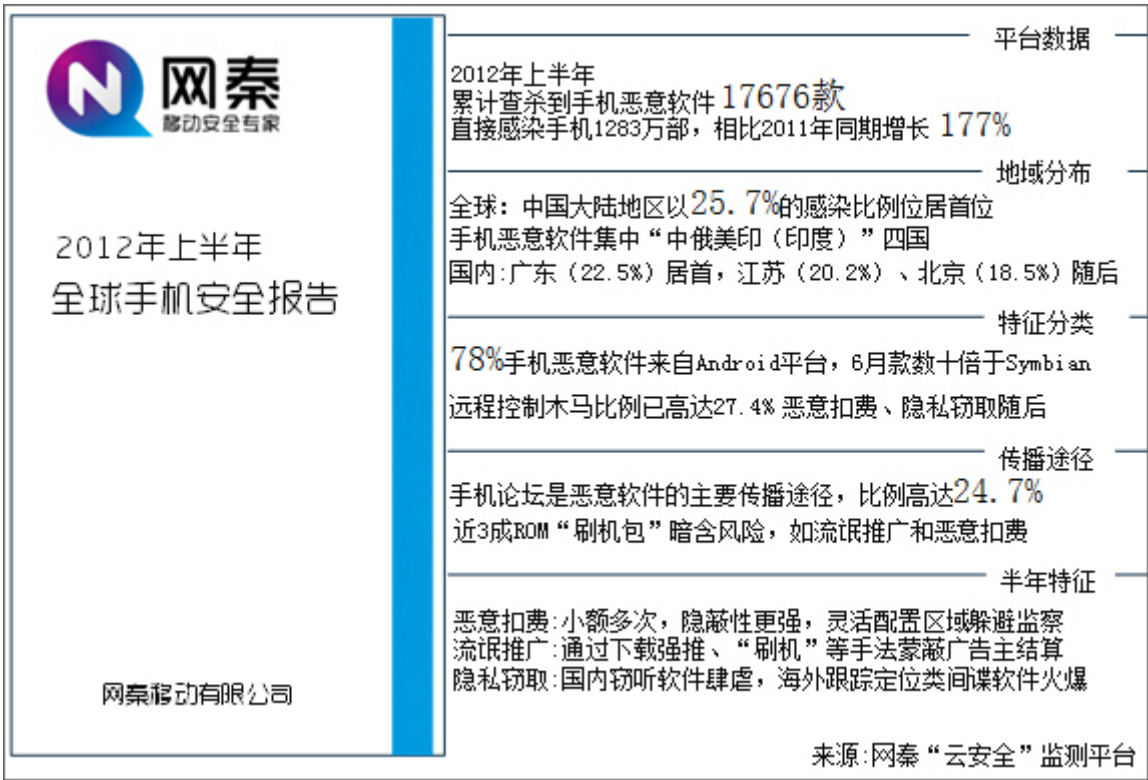 网秦
移动安全专家
2012年上半年
全球手机安全报告
网秦移动有限公司
平台数据
2012年上半年
累计查杀到手机恶意软件 17676款
直接感染手机1283万部，相比2011年同期增长 177%
地域分布
全球：中国大陆地区以25.7%的感染比例位居首位
手机恶意软件集中“中俄美印（印度）”四国
国内:广东（22.5%）居首，江苏（20.2%）、北京（18.5%）随后
特征分类
78%手机恶意软件来自Android平台，6月款数十倍于Symbian
远程控制木马比例已高达27.4% 恶意扣费、隐私窃取随后
传播途径
手机论坛是恶意软件的主要传播途径，比例高达24.7%
近3成ROM“刷机包”暗含风险，如流氓推广和恶意扣费
半年特征
恶意扣费:小额多次，隐蔽性更强，灵活配置区域躲避监察
流氓推广:通过下载强推、“刷机”等手法蒙蔽广告主结算
隐私窃取:国内窃听软件肆虐，海外跟踪定位类间谍软件火爆
来源:网秦“云安全”监测平台